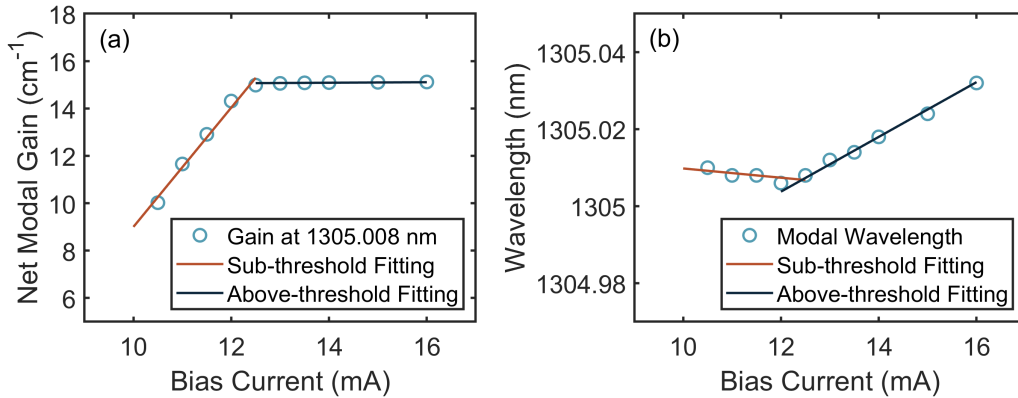 (a)
Net Modal Gain (cm⁻¹)
18
16
14
12
10
8
6
Gain at 1305.008 nm
Sub-threshold Fitting
Above-threshold Fitting
10 12 14 16
Bias Current (mA)
(b)
Wavelength (nm)
1305.04
1305.02
1305
1304.98
Modal Wavelength
Sub-threshold Fitting
Above-threshold Fitting
10 12 14 16
Bias Current (mA)